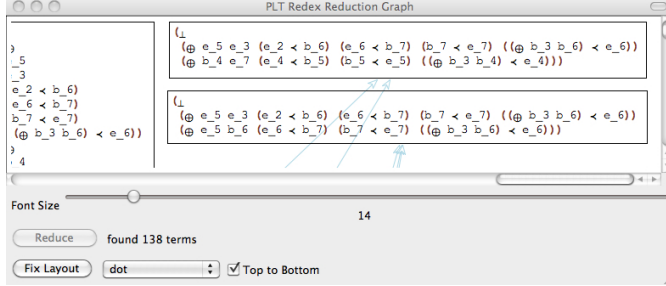 PLT Redex Reduction Graph
_5
_3
e_2 ≺ b_6)
e_6 ≺ b_7)
b_7 ≺ e_7)
(⊕ b_3 b_6) ≺ e_6))
4
(⊥
(⊕ e_5 e_3 (e_2 ≺ b_6) (e_6 ≺ b_7) (b_7 ≺ e_7) ((⊕ b_3 b_6) ≺ e_6))
(⊕ b_4 e_7 (e_4 ≺ b_5) (b_5 ≺ e_5) ((⊕ b_3 b_4) ≺ e_4)))
(⊥
(⊕ e_5 e_3 (e_2 ≺ b_6) (e_6 ≺ b_7) (b_7 ≺ e_7) ((⊕ b_3 b_6) ≺ e_6))
(⊕ e_5 b_6 (e_6 ≺ b_7) (b_7 ≺ e_7) ((⊕ b_3 b_6) ≺ e_6)))
Font Size
14
Reduce found 138 terms
Fix Layout dot Top to Bottom